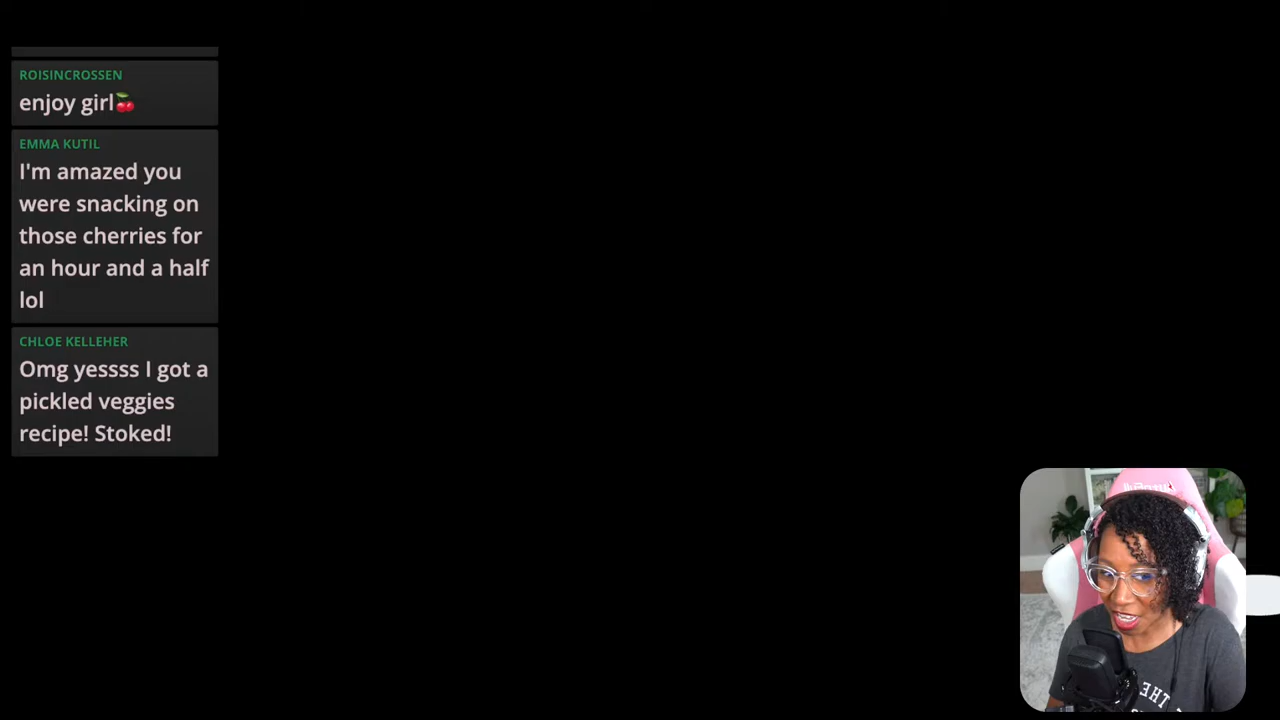 ROISINCROSSEN
enjoy girl🍒
EMMA KUTIL
I'm amazed you
were snacking on
those cherries for
an hour and a half
lol
CHLOE KELLEHER
Omg yessss I got a
pickled veggies
recipe! Stoked!